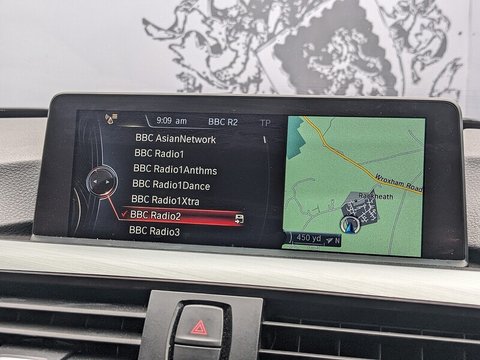 9:09 am BBC R2 TP
BBC AsianNetwork
BBC Radio1
BBC Radio1Anthms
BBC Radio1Dance
BBC Radio1Xtra
BBC Radio2
BBC Radio3
Wroxham Road
Rackheath
450 yd N